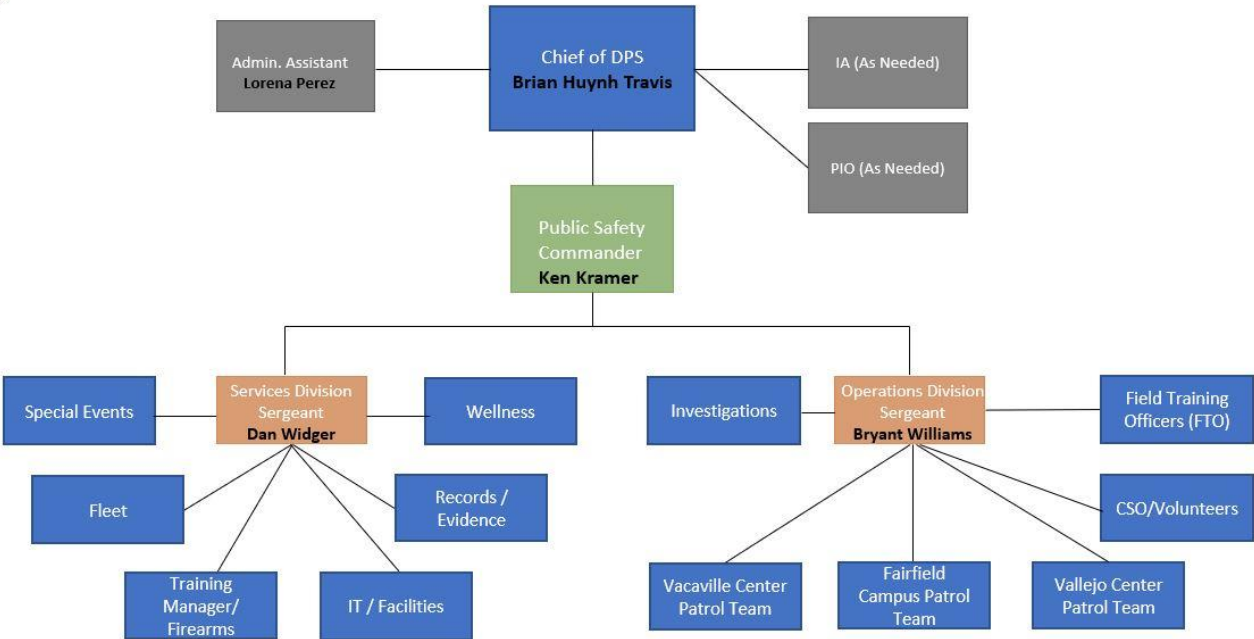 Admin. Assistant
Lorena Perez
Chief of DPS
Brian Huynh Travis
IA (As Needed)
PIO (As Needed)
Public Safety
Commander
Ken Kramer
Special Events
Services Division
Sergeant
Dan Widger
Wellness
Fleet
Records /
Evidence
Training
Manager/
Firearms
IT / Facilities
Investigations
Operations Division
Sergeant
Bryant Williams
Field Training
Officers (FTO)
CSO/Volunteers
Vacaville Center
Patrol Team
Fairfield
Campus Patrol
Team
Vallejo Center
Patrol Team